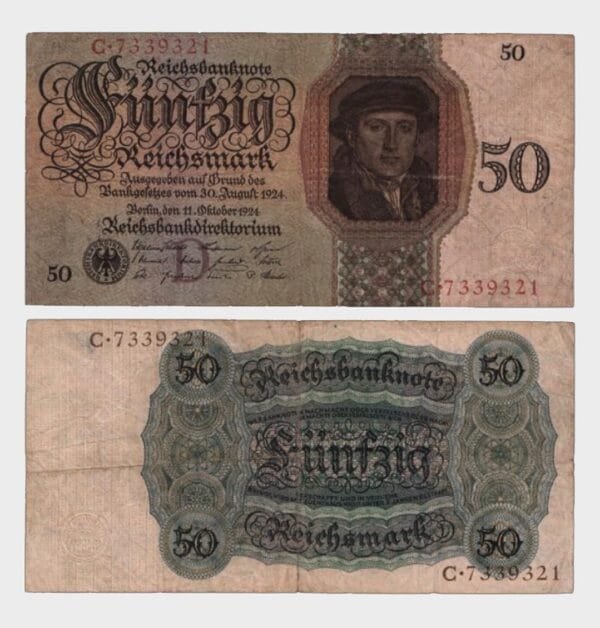 C·7339321
50
Reichsbanknote
Fünfzig
Reichsmark
50
Ausgegeben auf Grund des
Bankgesetzes vom 30. August 1924
Berlin, den 11. Oktober 1924
Reichsbankdirektorium
50
C·7339321
C·7339321
50
50
Reichsbanknote
Fünfzig
Reichsmark
50
50
C·7339321